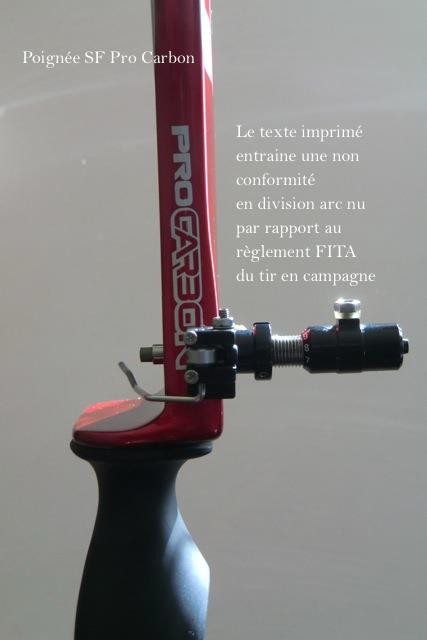 Poignée SF Pro Carbon
Le texte imprimé
entraine une non
conformité
en division arc nu
par rapport au
règlement FITA
du tir en campagne
PROCARBON